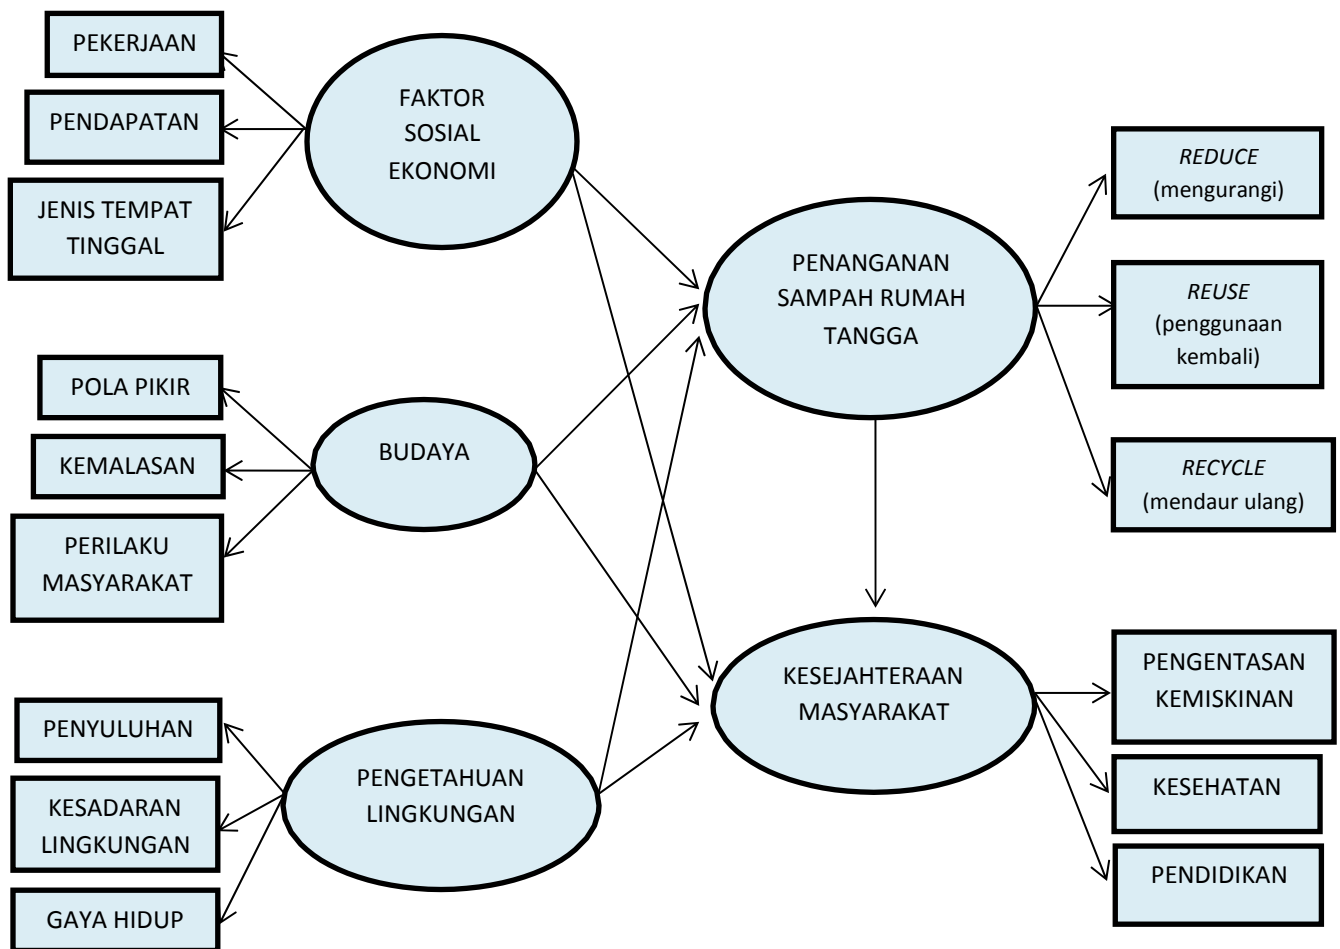 PEKERJAAN
PENDAPATAN
JENIS TEMPAT
TINGGAL
FAKTOR
SOSIAL
EKONOMI
POLA PIKIR
KEMALASAN
PERILAKU
MASYARAKAT
BUDAYA
PENYULUHAN
KESADARAN
LINGKUNGAN
GAYA HIDUP
PENGETAHUAN
LINGKUNGAN
PENANGANAN
SAMPAH RUMAH
TANGGA
KESEJAHTERAAN
MASYARAKAT
REDUCE
(mengurangi)
REUSE
(penggunaan
kembali)
RECYCLE
(mendaur ulang)
PENGENTASAN
KEMISKINAN
KESEHATAN
PENDIDIKAN